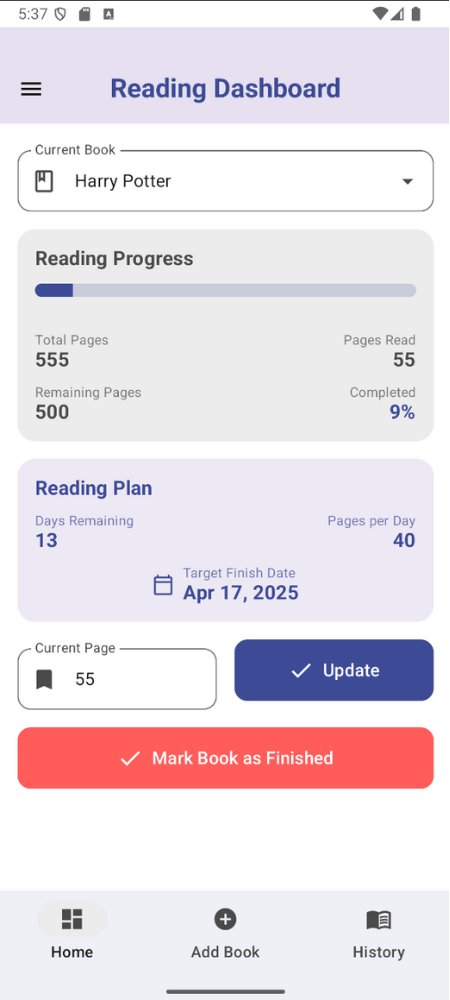 5:37
Reading Dashboard
Current Book
Harry Potter
Reading Progress
Total Pages
Pages Read
555
55
Remaining Pages
Completed
500
9%
Reading Plan
Days Remaining
Pages per Day
13
40
Target Finish Date
Apr 17, 2025
Current Page
55
Update
Mark Book as Finished
Home
Add Book
History